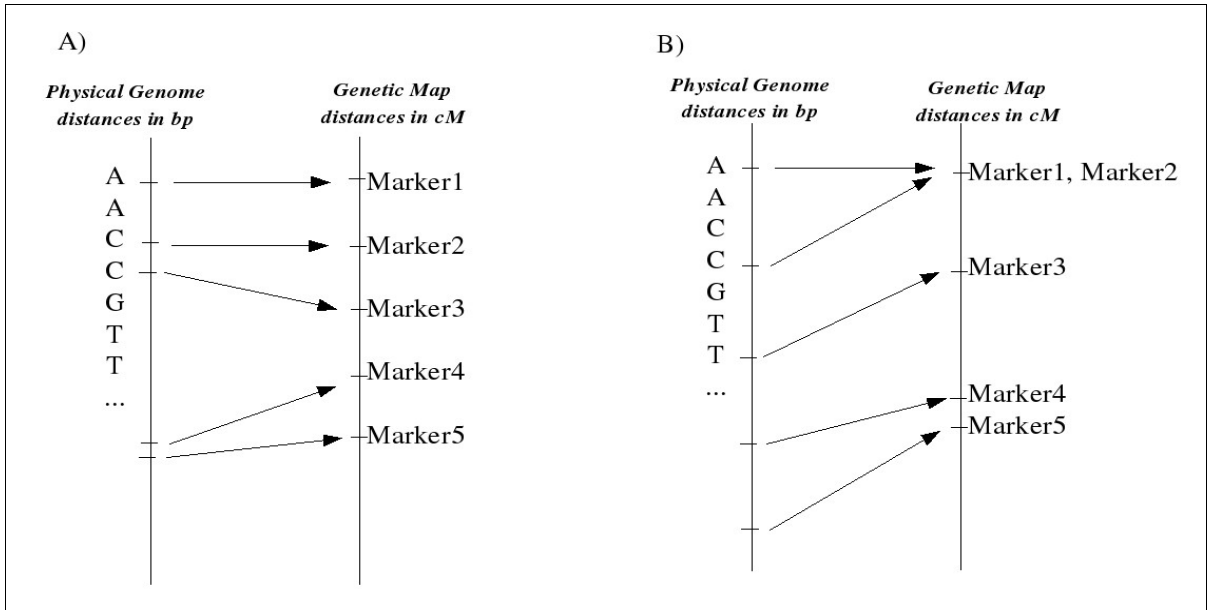 A)
Physical Genome
distances in bp
Genetic Map
distances in cM
A
A
C
C
G
T
T
...
Marker1
Marker2
Marker3
Marker4
Marker5
B)
Physical Genome
distances in bp
Genetic Map
distances in cM
A
A
C
C
G
T
T
...
Marker1, Marker2
Marker3
Marker4
Marker5